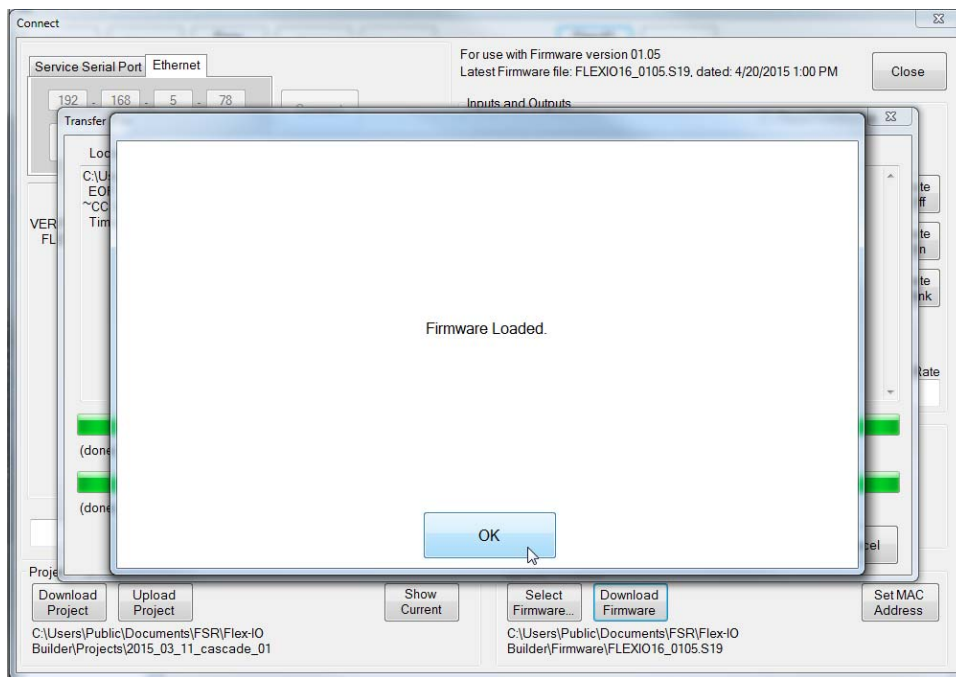 Connect
Service Serial Port Ethernet
For use with Firmware version 01.05
Latest Firmware file: FLEXIO16_0105.S19, dated: 4/20/2015 1:00 PM
Close
192 . 168 . 5 . 78
Inputs and Outputs
Transfer
C:\U
EOF
~CC
Tim
VER
FL
Firmware Loaded.
Rate
(done
(done
OK
Download Project
Upload Project
Show Current
Select Firmware...
Download Firmware
Set MAC Address
C:\Users\Public\Documents\FSR\Flex-IO
Builder\Projects\2015_03_11_cascade_01
C:\Users\Public\Documents\FSR\Flex-IO
Builder\Firmware\FLEXIO16_0105.S19